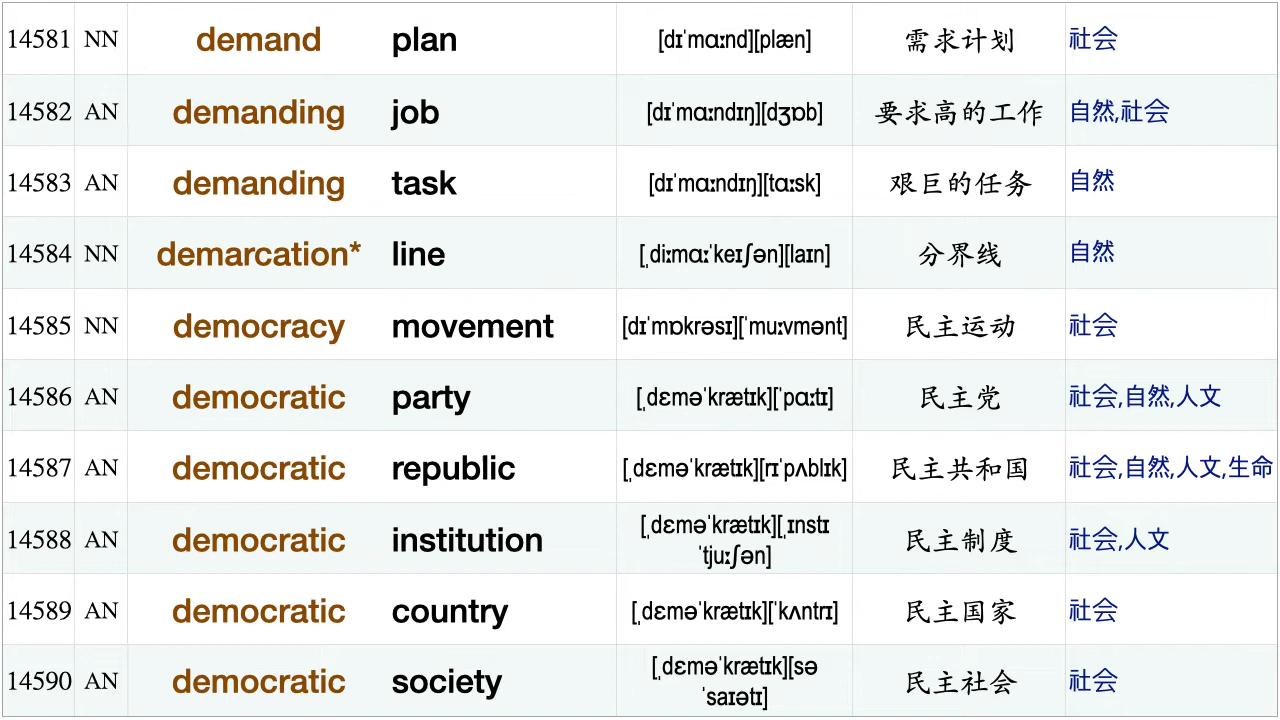 14581 NN demand plan [dɪˈmɑːnd][plæn] 需求计划 社会
14582 AN demanding job [dɪˈmɑːndɪŋ][dʒɒb] 要求高的工作 自然,社会
14583 AN demanding task [dɪˈmɑːndɪŋ][tɑːsk] 艰巨的任务 自然
14584 NN demarcation* line [ˌdiːmɑːˈkeɪʃən][laɪn] 分界线 自然
14585 NN democracy movement [dɪˈmɒkrəsɪ][ˈmuːvmənt] 民主运动 社会
14586 AN democratic party [ˌdɛməˈkrætɪk][ˈpɑːtɪ] 民主党 社会,自然,人文
14587 AN democratic republic [ˌdɛməˈkrætɪk][rɪˈpʌblɪk] 民主共和国 社会,自然,人文,生命
14588 AN democratic institution [ˌdɛməˈkrætɪk][ˌɪnstɪ
ˈtjuːʃən] 民主制度 社会,人文
14589 AN democratic country [ˌdɛməˈkrætɪk][ˈkʌntrɪ] 民主国家 社会
14590 AN democratic society [ˌdɛməˈkrætɪk][sə
ˈsaɪətɪ] 民主社会 社会